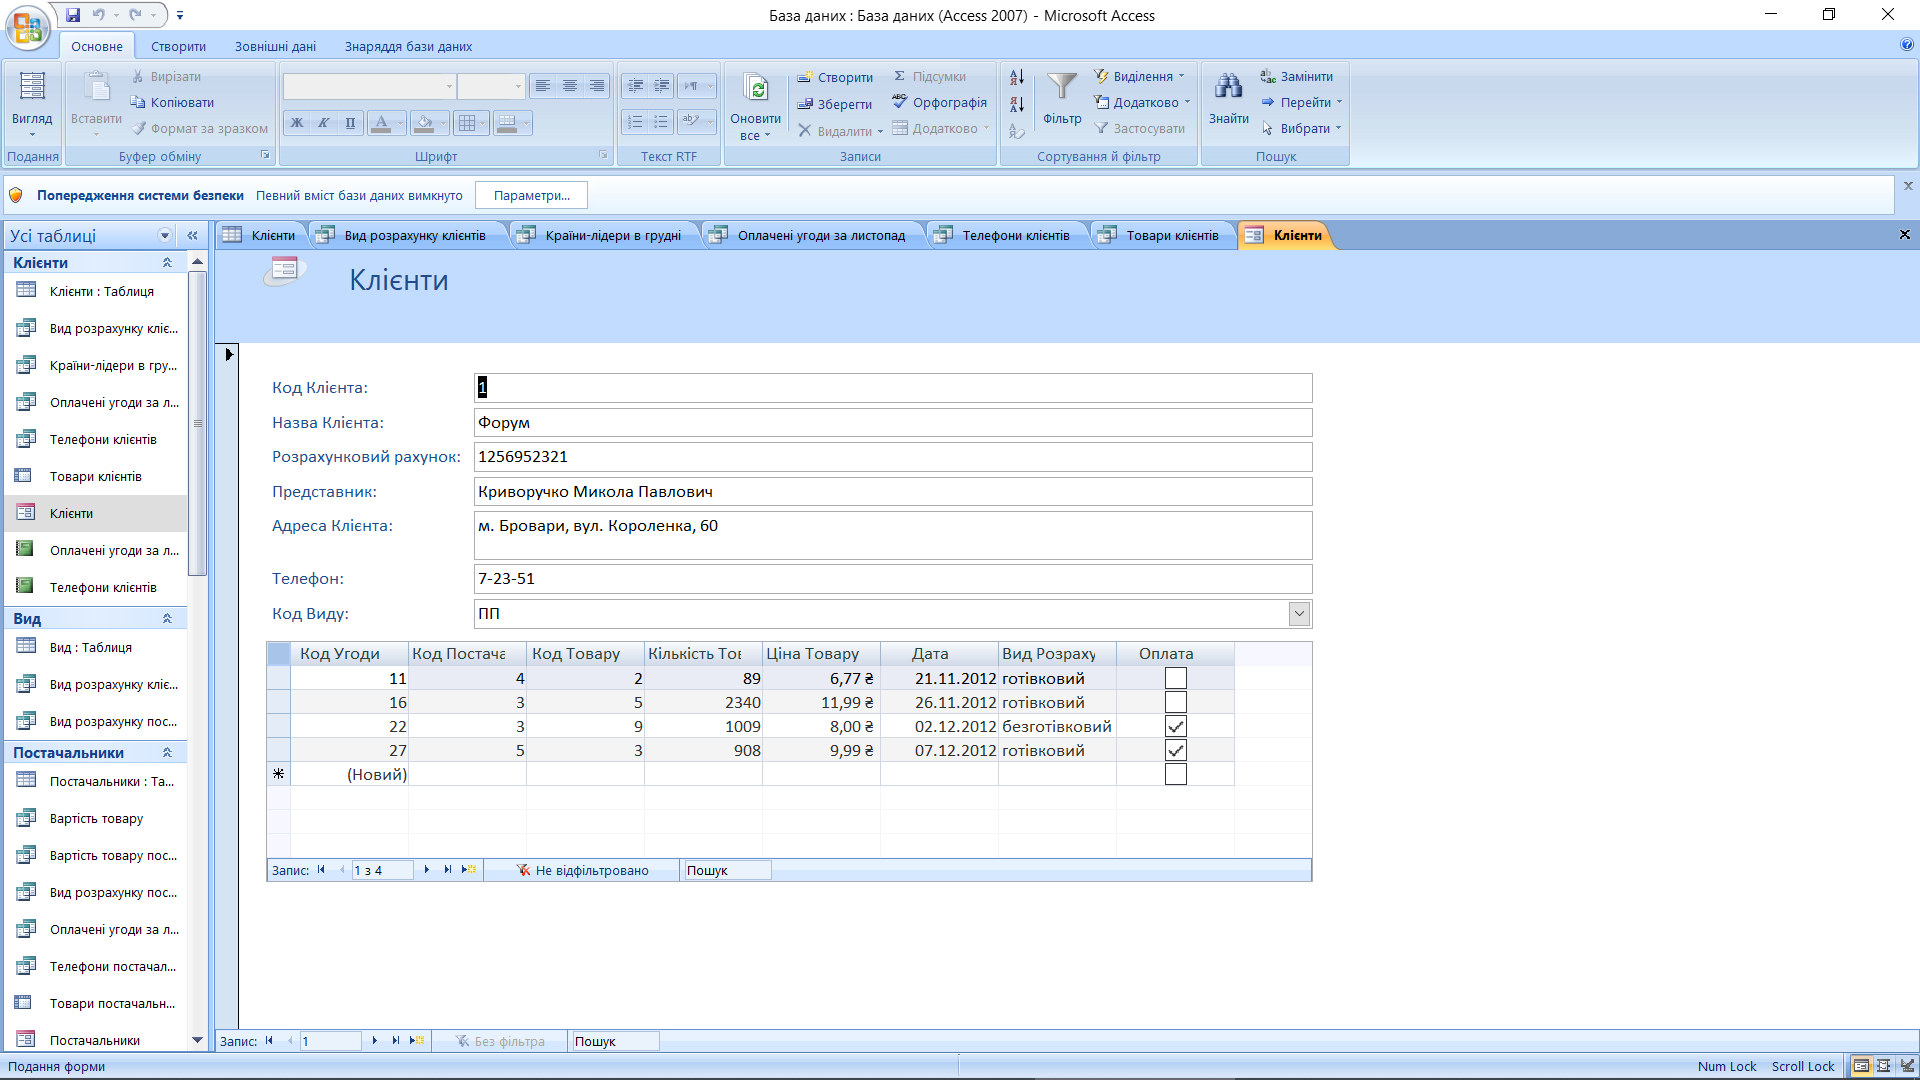 База даних : База даних (Access 2007) - Microsoft Access
Основне Створити Зовнішні дані Знаряддя бази даних
Вигляд
Подання
Вставити
Вирізати
Копіювати
Формат за зразком
Буфер обміну
Ж К П А
Шрифт
Текст RTF
Оновити
все
Створити
Зберегти
Видалити
Підсумки
Орфографія
Додатково
Записи
Фільтр
Виділення
Додатково
Застосувати
Сортування й фільтр
Знайти
Замінити
Перейти
Вибрати
Пошук
Попередження системи безпеки Певний вміст бази даних вимкнуто Параметри...
Усі таблиці
Клієнти
Клієнти : Таблиця
Вид розрахунку кліє...
Країни-лідери в гру...
Оплачені угоди за л...
Телефони клієнтів
Товари клієнтів
Клієнти
Оплачені угоди за л...
Телефони клієнтів
Вид
Вид : Таблиця
Вид розрахунку кліє...
Вид розрахунку пос...
Постачальники
Постачальники : Та...
Вартість товару
Вартість товару пос...
Вид розрахунку пос...
Оплачені угоди за л...
Телефони постачал...
Товари постачальн...
Постачальники
Клієнти Вид розрахунку клієнтів Країни-лідери в грудні Оплачені угоди за листопад Телефони клієнтів Товари клієнтів Клієнти
Клієнти
Код Клієнта: 1
Назва Клієнта: Форум
Розрахунковий рахунок: 1256952321
Представник: Криворучко Микола Павлович
Адреса Клієнта: м. Бровари, вул. Короленка, 60
Телефон: 7-23-51
Код Виду: ПП
Код Угоди Код Постача Код Товару Кількість Тов Ціна Товару Дата Вид Розраху Оплата
11 4 2 89 6,77 ₴ 21.11.2012 готівковий
16 3 5 2340 11,99 ₴ 26.11.2012 готівковий
22 3 9 1009 8,00 ₴ 02.12.2012 безготівковий
27 5 3 908 9,99 ₴ 07.12.2012 готівковий
(Новий)
Запис: 1 з 4 Не відфільтровано Пошук
Запис: 1 Без фільтра Пошук
Подання форми Num Lock Scroll Lock